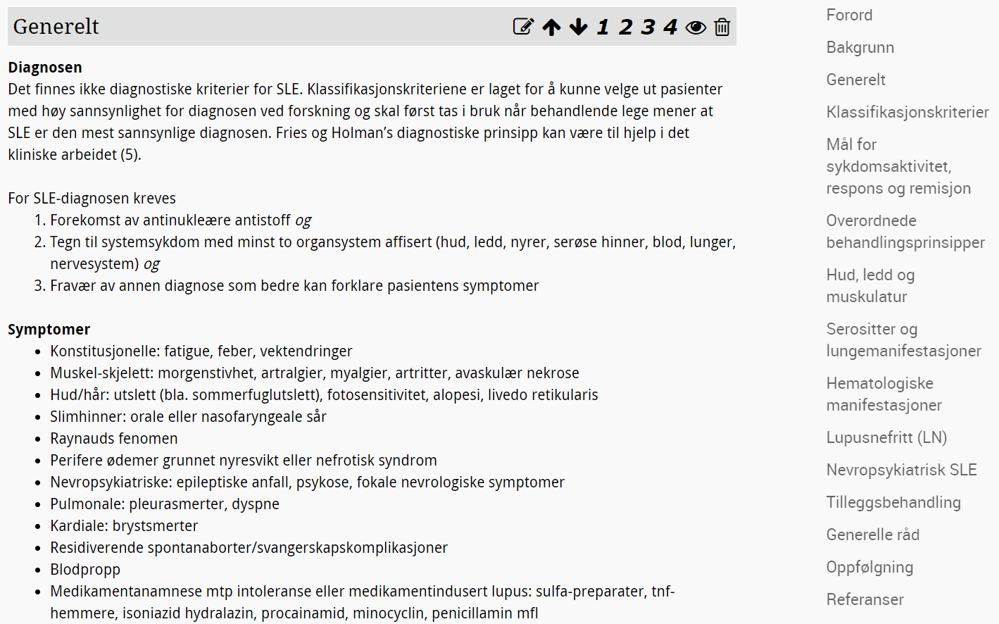 Generelt
1 2 3 4
Diagnosen
Det finnes ikke diagnostiske kriterier for SLE. Klassifikasjonskriteriene er laget for å kunne velge ut pasienter
med høy sannsynlighet for diagnosen ved forskning og skal først tas i bruk når behandlende lege mener at
SLE er den mest sannsynlige diagnosen. Fries og Holman’s diagnostiske prinsipp kan være til hjelp i det
kliniske arbeidet (5).
For SLE-diagnosen kreves
1. Forekomst av antinukleære antistoff og
2. Tegn til systemsykdom med minst to organsystem affisert (hud, ledd, nyrer, serøse hinner, blod, lunger,
nervesystem) og
3. Fravær av annen diagnose som bedre kan forklare pasientens symptomer
Symptomer
• Konstitusjonelle: fatigue, feber, vektendringer
• Muskel-skjelett: morgenstivhet, artralgier, myalgier, artritter, avaskulær nekrose
• Hud/hår: utslett (bla. sommerfuglutslett), fotosensitivitet, alopesi, livedo retikularis
• Slimhinner: orale eller nasofaryngeale sår
• Raynauds fenomen
• Perifere ødemer grunnet nyresvikt eller nefrotisk syndrom
• Nevropsykiatriske: epileptiske anfall, psykose, fokale nevrologiske symptomer
• Pulmonale: pleurasmerter, dyspne
• Kardiale: brystsmerter
• Residiverende spontanaborter/svangerskapskomplikasjoner
• Blodpropp
• Medikamentanamnese mtp intoleranse eller medikamentindusert lupus: sulfa-preparater, tnf-
hemmere, isoniazid hydralazin, procainamid, minocyclin, penicillamin mfl
Forord
Bakgrunn
Generelt
Klassifikasjonskriterier
Mål for
sykdomsaktivitet,
respons og remisjon
Overordnede
behandlingsprinsipper
Hud, ledd og
muskulatur
Serositter og
lungemanifestasjoner
Hematologiske
manifestasjoner
Lupusnefritt (LN)
Nevropsykiatrisk SLE
Tilleggsbehandling
Generelle råd
Oppfølgning
Referanser